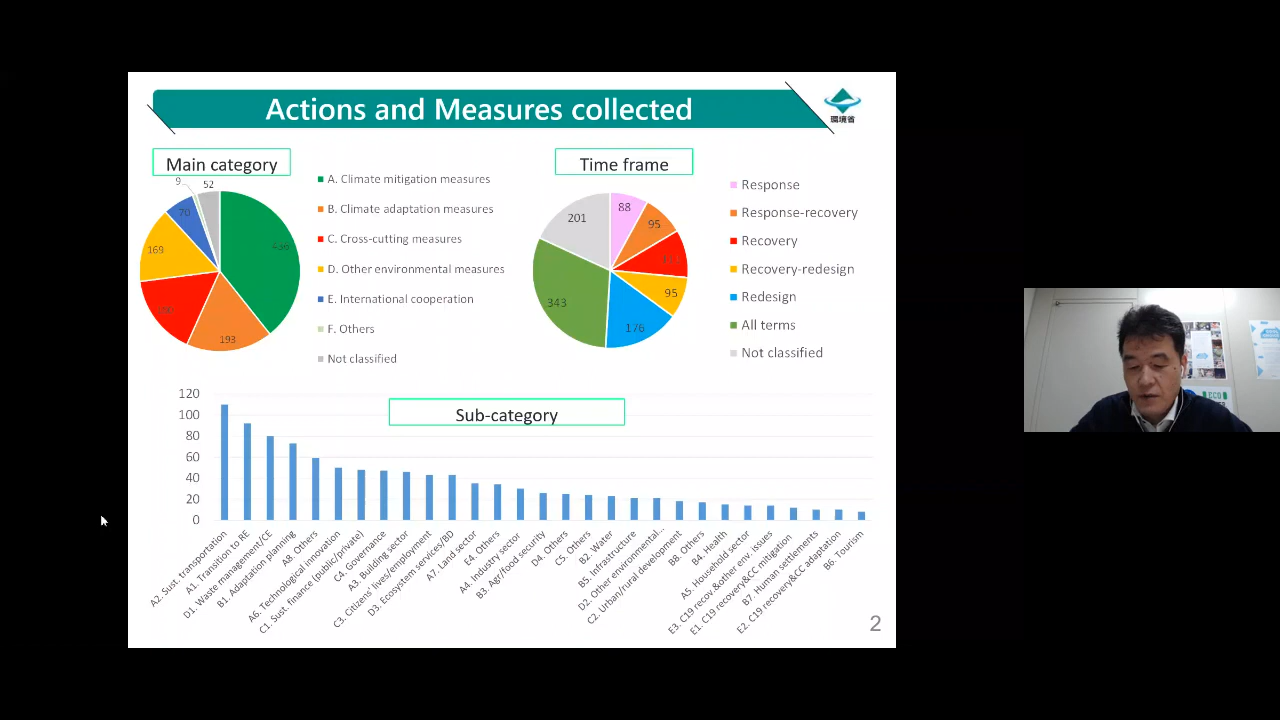 Actions and Measures collected
環境省
Main category
9
52
70
436
169
193
A. Climate mitigation measures
B. Climate adaptation measures
C. Cross-cutting measures
D. Other environmental measures
E. International cooperation
F. Others
Not classified
Time frame
88
95
201
95
343
176
Response
Response-recovery
Recovery
Recovery-redesign
Redesign
All terms
Not classified
Sub-category
120
100
80
60
40
20
0
A2. Sust. transportation
A1. Transition to RE
D1. Waste management/CE
B1. Adaptation planning
A8. Others
A6. Technological innovation
C1. Sust. finance (public/private)
C4. Governance
A3. Building sector
C3. Citizens' lives/employment
D3. Ecosystem services/BD
A7. Land sector
E4. Others
A4. Industry sector
B3. Agr/food security
D4. Others
C5. Others
B2. Water
B5. Infrastructure
D2. Other environmental...
C2. Urban/rural development
B8. Others
B4. Health
A5. Household sector
E3. C19 recov.&other env. issues
E1. C19 recovery&CC mitigation
B7. Human settlements
E2. C19 recovery&CC adaptation
B6. Tourism
2